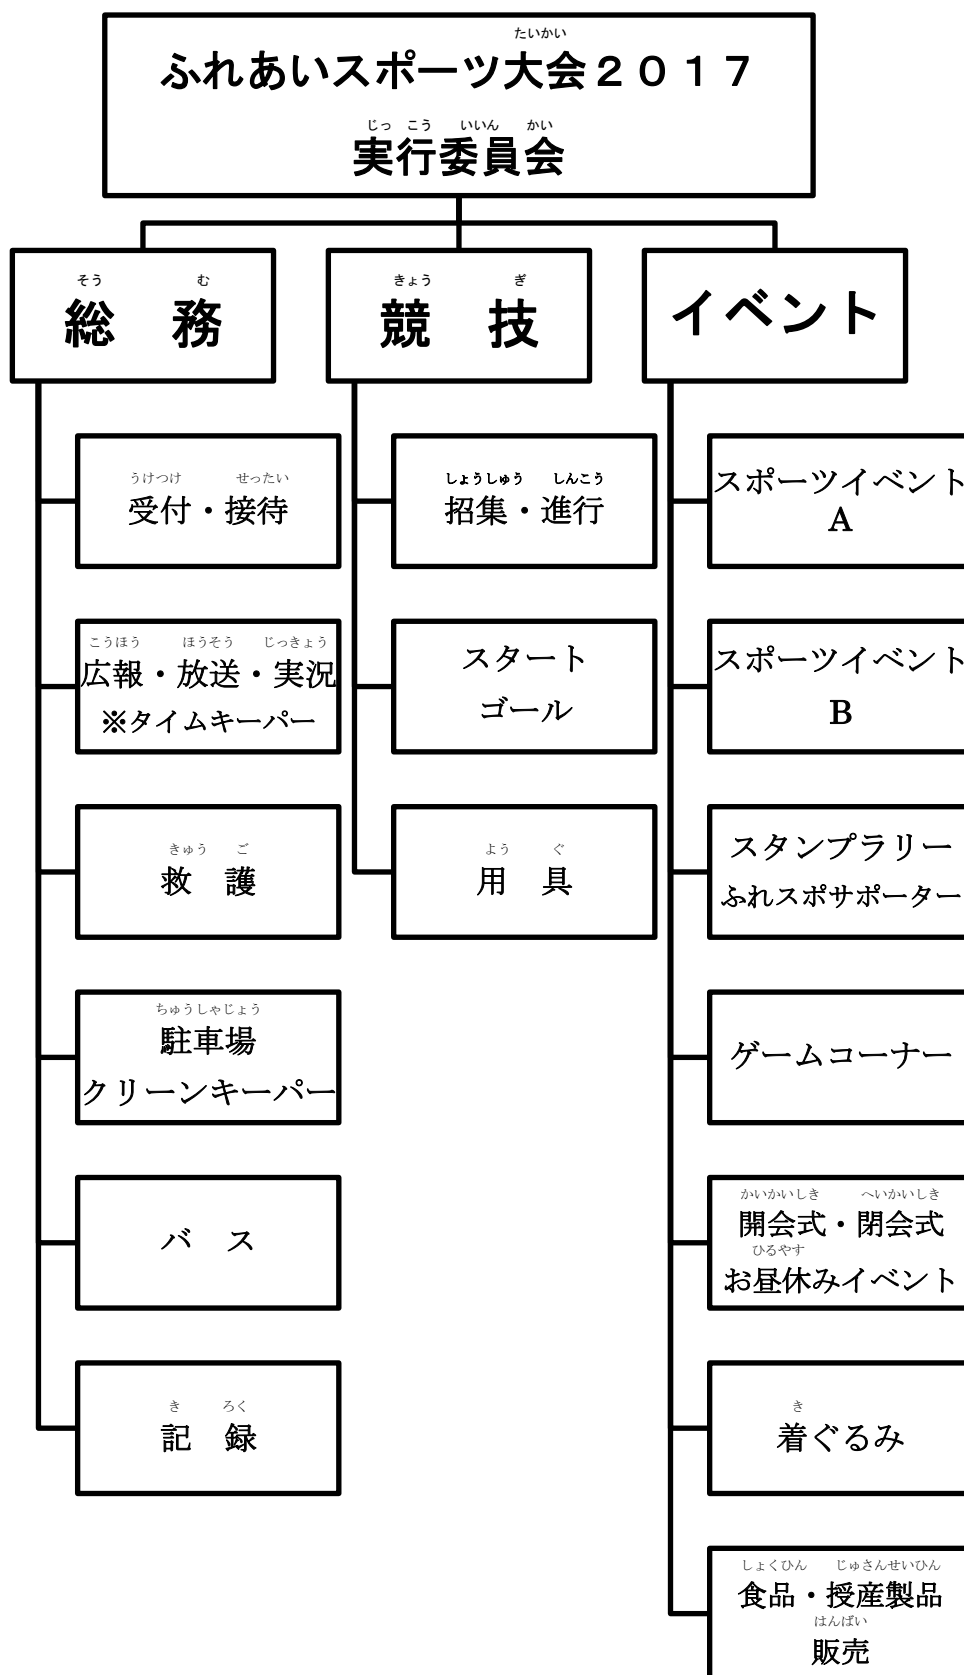 たいかい
ふれあいスポーツ大会２０１７
じっ こう いいん かい
実行委員会
そう む
総 務
きょう ぎ
競 技
イベント
うけつけ せったい
受付・接待
こうほう ほうそう じっきょう
広報・放送・実況
※タイムキーパー
きゅう ご
救 護
ちゅうしゃじょう
駐車場
クリーンキーパー
バ ス
き ろく
記 録
しょうしゅう しんこう
招集・進行
スタート
ゴール
よう ぐ
用 具
スポーツイベント
A
スポーツイベント
B
スタンプラリー
ふれスポサポーター
ゲームコーナー
かいかいしき へいかいしき
開会式・閉会式
ひるやす
お昼休みイベント
き
着ぐるみ
しょくひん じゅさんせいひん
食品・授産製品
はんばい
販売